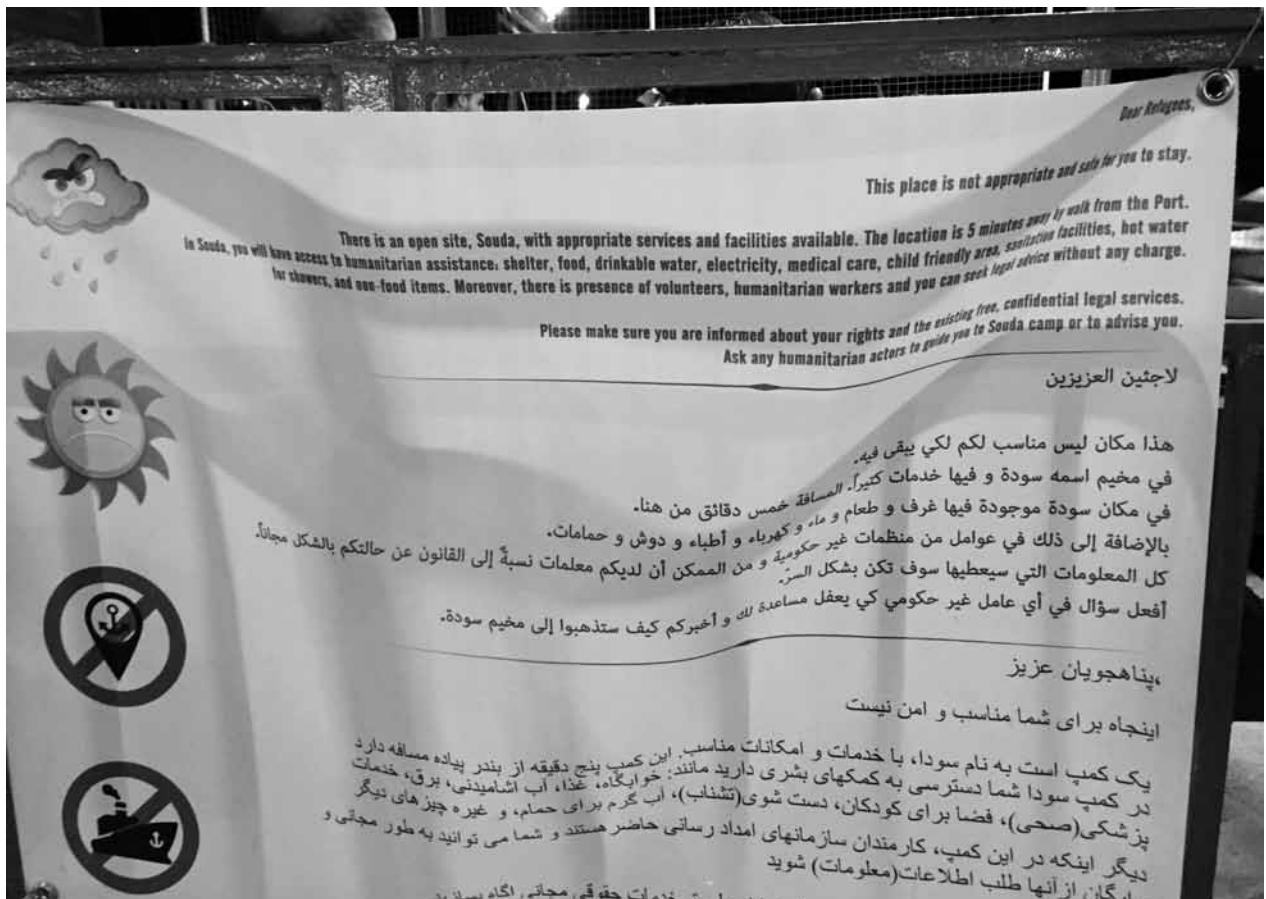 Dear Refugees,
This place is not appropriate and safe for you to stay.
There is an open site, Souda, with appropriate services and facilities available. The location is 5 minutes away by walk from the Port.
In Souda, you will have access to humanitarian assistance: shelter, food, drinkable water, electricity, medical care, child friendly area, sanitation facilities, hot water
for showers, and non-food items. Moreover, there is presence of volunteers, humanitarian workers and you can seek legal advice without any charge.
Please make sure you are informed about your rights and the existing free, confidential legal services.
Ask any humanitarian actors to guide you to Souda camp or to advise you.
لاجئين العزيزين
هذا مكان ليس مناسب لكم لكي يبقى فيه.
في مخيم اسمه سودة و فيها خدمات كثيراً. المسافة خمس دقائق من هنا.
في مكان سودة موجودة فيها غرف و طعام و ماء و كهرباء و أطباء و دوش و حمامات.
بالإضافة إلى ذلك في عوامل من منظمات غير حكومية و من الممكن أن لديكم معلمات نسبةً إلى القانون عن حالتكم بالشكل مجاناً.
كل المعلومات التي سيعطيها سوف تكن بشكل السرّ.
أفعل سؤال في أي عامل غير حكومي كي يعفل مساعدة لك و أخبركم كيف ستذهبوا إلى مخيم سودة.
،پناهجویان عزیز
اینجاه برای شما مناسب و امن نیست
یک کمپ است به نام سودا، با خدمات و امکانات مناسب. این کمپ پنج دقیقه از بندر پیاده مسافه دارد
در کمپ سودا شما دسترسی به کمکهای بشری دارید مانند: خوابگاه، غذا، آب آشامیدنی، برق، خدمات
پزشکی(صحی)، فضا برای کودکان، دست شوی(تشناب)، آب گرم برای حمام، و غیره چیز های دیگر
دیگر اینکه در این کمپ، کارمندان سازمانهای امداد رسانی حاضر هستند و شما می توانید به طور مجانی و
رایگان از آنها طلب اطلاعات(معلومات) شوید
خدمات حقوقی مجانی آگاه بسازید